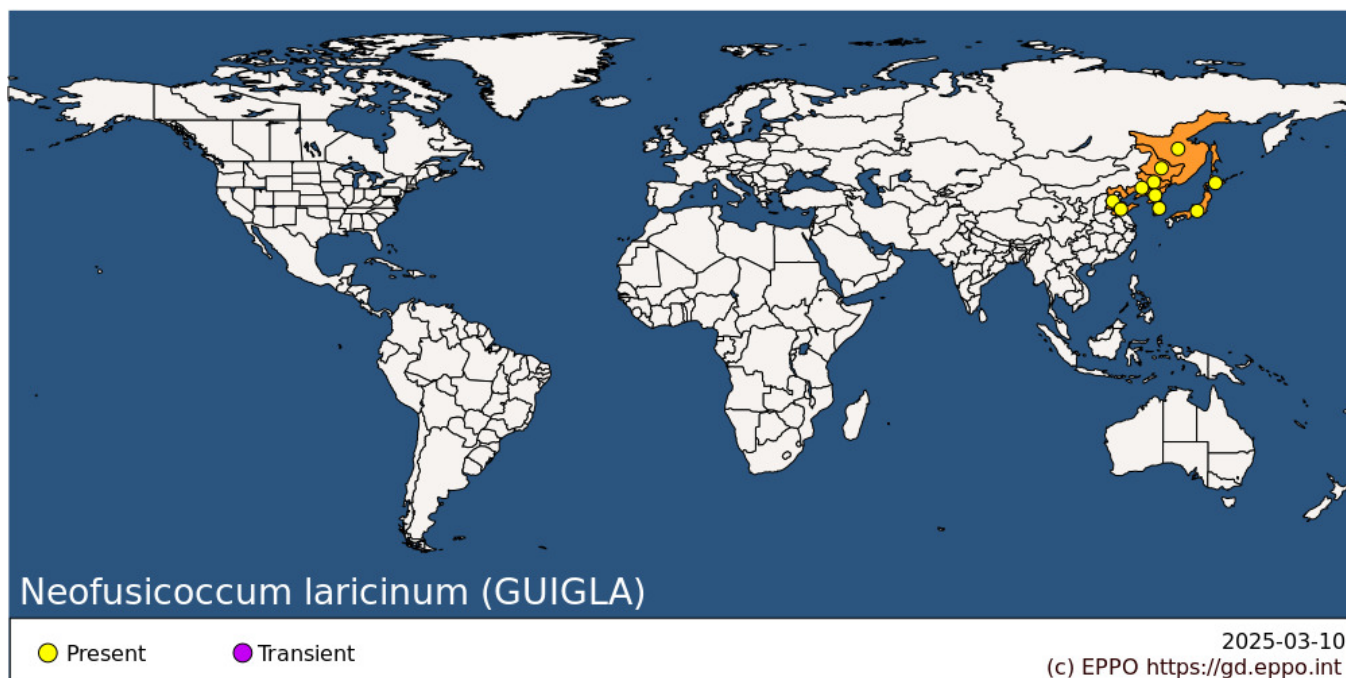 Neofusicoccum laricinum (GUIGLA)
Present
Transient
2025-03-10
(c) EPPO https://gd.eppo.int